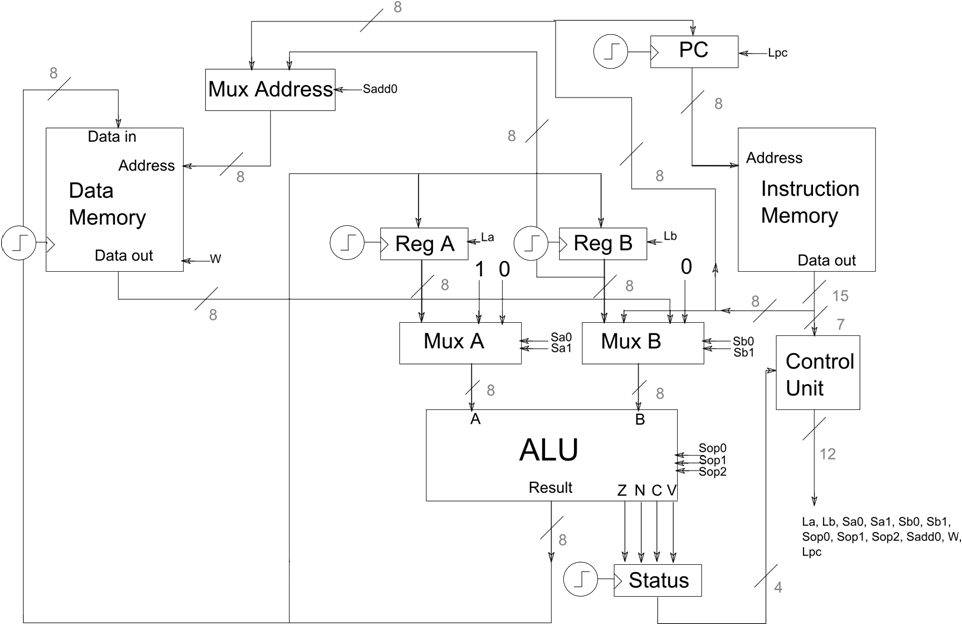 8
PC
Lpc
8
Mux Address
Sadd0
8
8
Data in
8
Address
8
8
Address
Data
Memory
Instruction
Memory
Reg A
La
Reg B
Lb
Data out
W
Data out
1 0
0
8
8
8
15
8
7
Mux A
Sa0
Sa1
Mux B
Sb0
Sb1
Control
Unit
8
8
A
B
ALU
Sop0
Sop1
Sop2
12
Result
Z N C V
8
La, Lb, Sa0, Sa1, Sb0, Sb1,
Sop0, Sop1, Sop2, Sadd0, W,
Lpc
Status
4